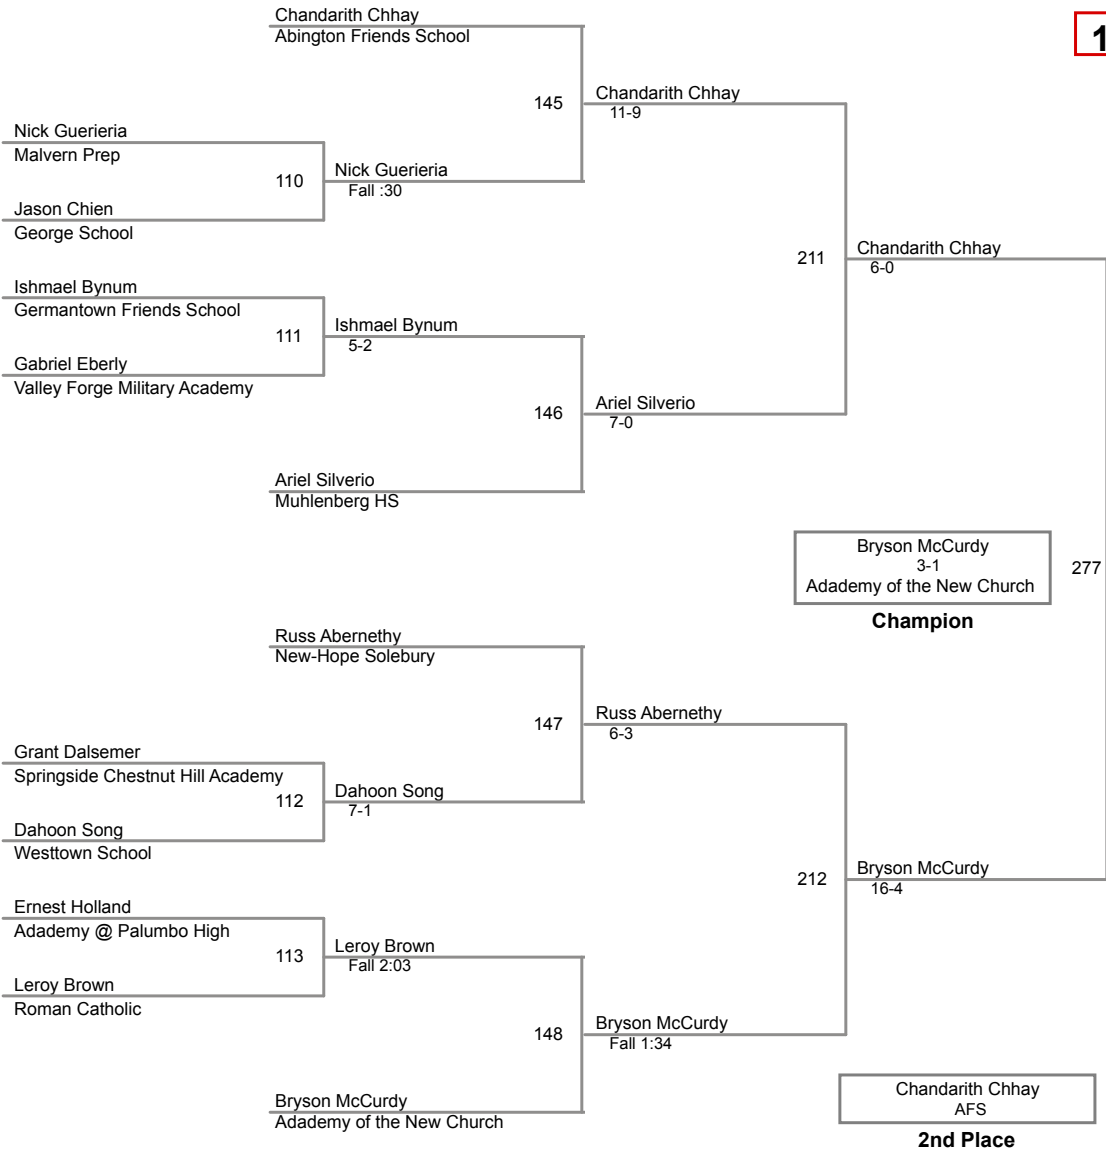 Chandarith Chhay
Abington Friends School
1
145
Chandarith Chhay
11-9
Nick Guerieria
Malvern Prep
110
Nick Guerieria
Fall :30
Jason Chien
George School
211
Chandarith Chhay
6-0
Ishmael Bynum
Germantown Friends School
111
Ishmael Bynum
5-2
Gabriel Eberly
Valley Forge Military Academy
146
Ariel Silverio
7-0
Ariel Silverio
Muhlenberg HS
Bryson McCurdy
3-1
Adademy of the New Church
277
Champion
Russ Abernethy
New-Hope Solebury
147
Russ Abernethy
6-3
Grant Dalsemer
Springside Chestnut Hill Academy
112
Dahoon Song
7-1
Dahoon Song
Westtown School
212
Bryson McCurdy
16-4
Ernest Holland
Adademy @ Palumbo High
113
Leroy Brown
Fall 2:03
Leroy Brown
Roman Catholic
148
Bryson McCurdy
Fall 1:34
Bryson McCurdy
Adademy of the New Church
Chandarith Chhay
AFS
2nd Place